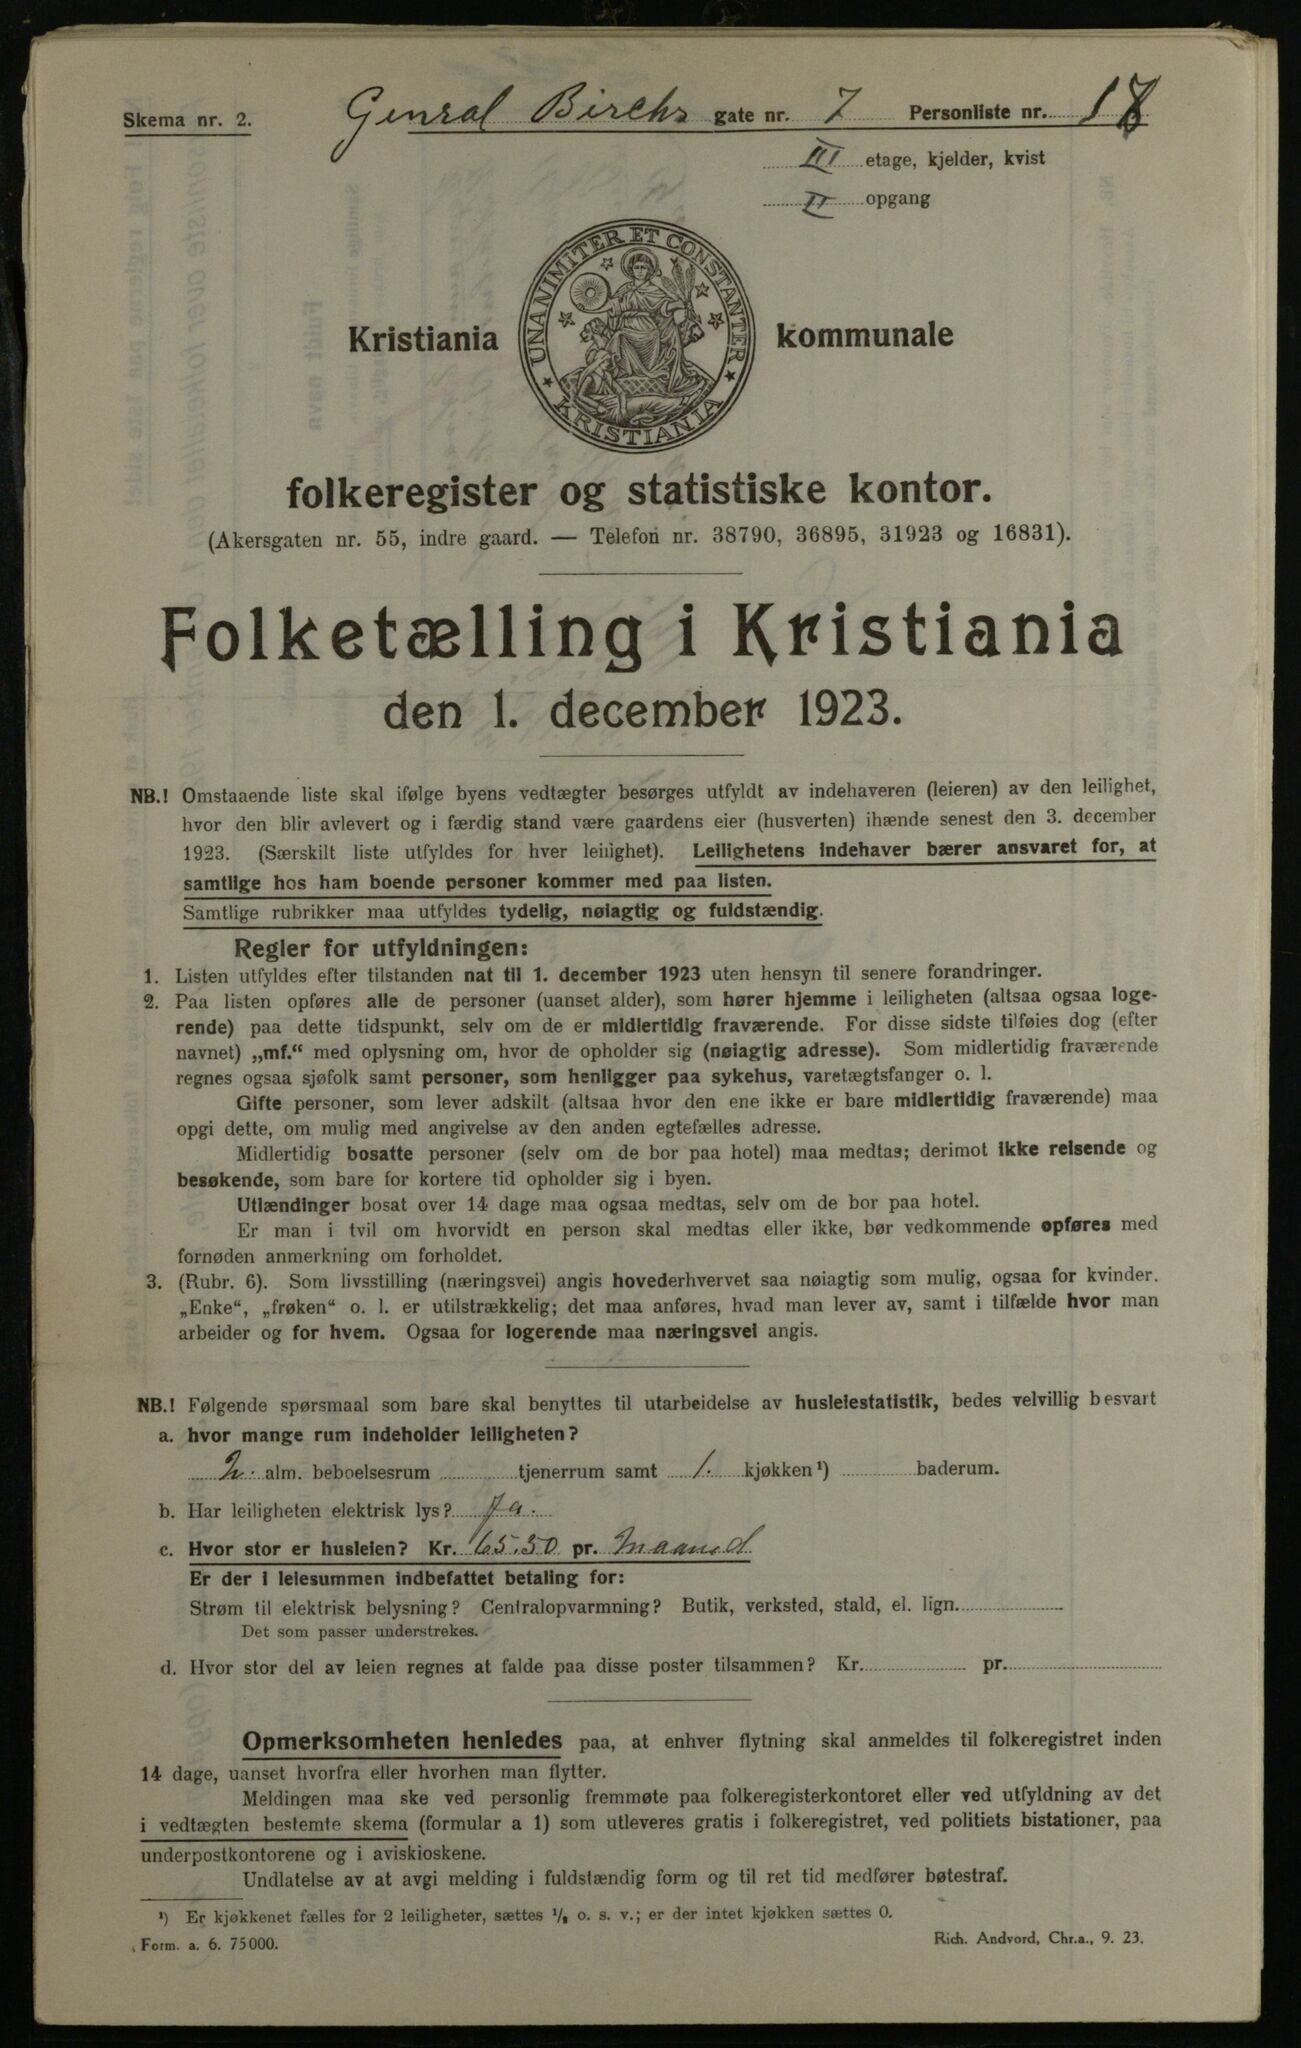 Skema nr. 2. Genral Birchs gate nr. 7 Personliste nr. 17
III etage, kjelder, kvist
II opgang
UNANIMITER ET CONSTANTER
KRISTIANIA
Kristiania kommunale
folkeregister og statistiske kontor.
(Akersgaten nr. 55, indre gaard. — Telefon nr. 38790, 36895, 31923 og 16831).
Folketælling i Kristiania
den 1. december 1923.
NB.! Omstaaende liste skal ifølge byens vedtægter besørges utfyldt av indehaveren (leieren) av den leilighet,
hvor den blir avlevert og i færdig stand være gaardens eier (husverten) ihænde senest den 3. december
1923. (Særskilt liste utfyldes for hver leilighet). Leilighetens indehaver bærer ansvaret for, at
samtlige hos ham boende personer kommer med paa listen.
Samtlige rubrikker maa utfyldes tydelig, nøiagtig og fuldstændig.
Regler for utfyldningen:
1. Listen utfyldes efter tilstanden nat til 1. december 1923 uten hensyn til senere forandringer.
2. Paa listen opføres alle de personer (uanset alder), som hører hjemme i leiligheten (altsaa ogsaa loge-
rende) paa dette tidspunkt, selv om de er midlertidig fraværende. For disse sidste tilføies dog (efter
navnet) „mf.“ med oplysning om, hvor de opholder sig (nøiagtig adresse). Som midlertidig fraværende
regnes ogsaa sjøfolk samt personer, som henligger paa sykehus, varetægtsfanger o. l.
Gifte personer, som lever adskilt (altsaa hvor den ene ikke er bare midlertidig fraværende) maa
opgi dette, om mulig med angivelse av den anden egtefælles adresse.
Midlertidig bosatte personer (selv om de bor paa hotel) maa medtas; derimot ikke reisende og
besøkende, som bare for kortere tid opholder sig i byen.
Utlændinger bosat over 14 dage maa ogsaa medtas, selv om de bor paa hotel.
Er man i tvil om hvorvidt en person skal medtas eller ikke, bør vedkommende opføres med
fornøden anmerkning om forholdet.
3. (Rubr. 6). Som livsstilling (næringsvei) angis hovederhvervet saa nøiagtig som mulig, ogsaa for kvinder.
„Enke“, „frøken“ o. l. er utilstrækkelig; det maa anføres, hvad man lever av, samt i tilfælde hvor man
arbeider og for hvem. Ogsaa for logerende maa næringsvei angis.
NB.! Følgende spørsmaal som bare skal benyttes til utarbeidelse av husleiestatistik, bedes velvillig besvart
a. hvor mange rum indeholder leiligheten?
2. alm. beboelsesrum tjenerrum samt 1. kjøkken ¹) baderum.
b. Har leiligheten elektrisk lys? Ja.
c. Hvor stor er husleien? Kr. 65.50 pr. Maaned
Er der i leiesummen indbefattet betaling for:
Strøm til elektrisk belysning? Centralopvarmning? Butik, verksted, stald, el. lign.
Det som passer understrekes.
d. Hvor stor del av leien regnes at falde paa disse poster tilsammen? Kr. pr.
Opmerksomheten henledes paa, at enhver flytning skal anmeldes til folkeregistret inden
14 dage, uanset hvorfra eller hvorhen man flytter.
Meldingen maa ske ved personlig fremmøte paa folkeregisterkontoret eller ved utfyldning av det
i vedtægten bestemte skema (formular a 1) som utleveres gratis i folkeregistret, ved politiets bistationer, paa
underpostkontorene og i aviskioskene.
Undlatelse av at avgi melding i fuldstændig form og til ret tid medfører bøtestraf.
¹) Er kjøkkenet fælles for 2 leiligheter, sættes ½ o. s. v.; er der intet kjøkken sættes 0.
Form. a. 6. 75000. Rich. Andvord, Chr.a., 9. 23.